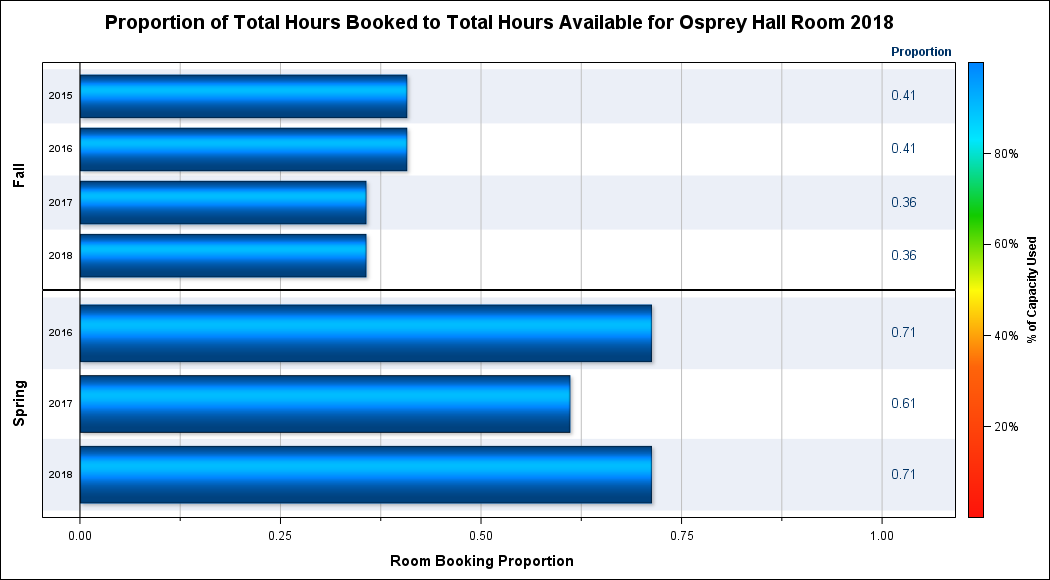 Proportion of Total Hours Booked to Total Hours Available for Osprey Hall Room 2018
Proportion
Fall
2015 0.41
2016 0.41
2017 0.36
2018 0.36
Spring
2016 0.71
2017 0.61
2018 0.71
0.00 0.25 0.50 0.75 1.00
Room Booking Proportion
80%
60%
40%
20%
% of Capacity Used